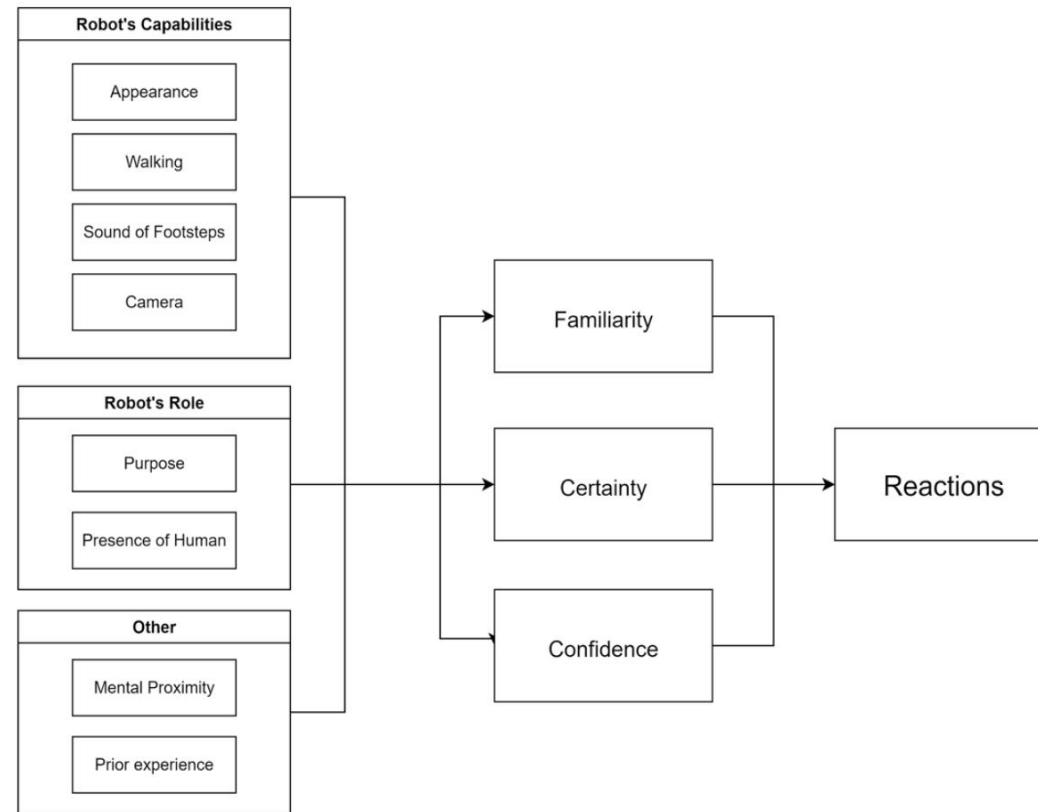 Robot's Capabilities
Appearance
Walking
Sound of Footsteps
Camera
Robot's Role
Purpose
Presence of Human
Other
Mental Proximity
Prior experience
Familiarity
Certainty
Confidence
Reactions